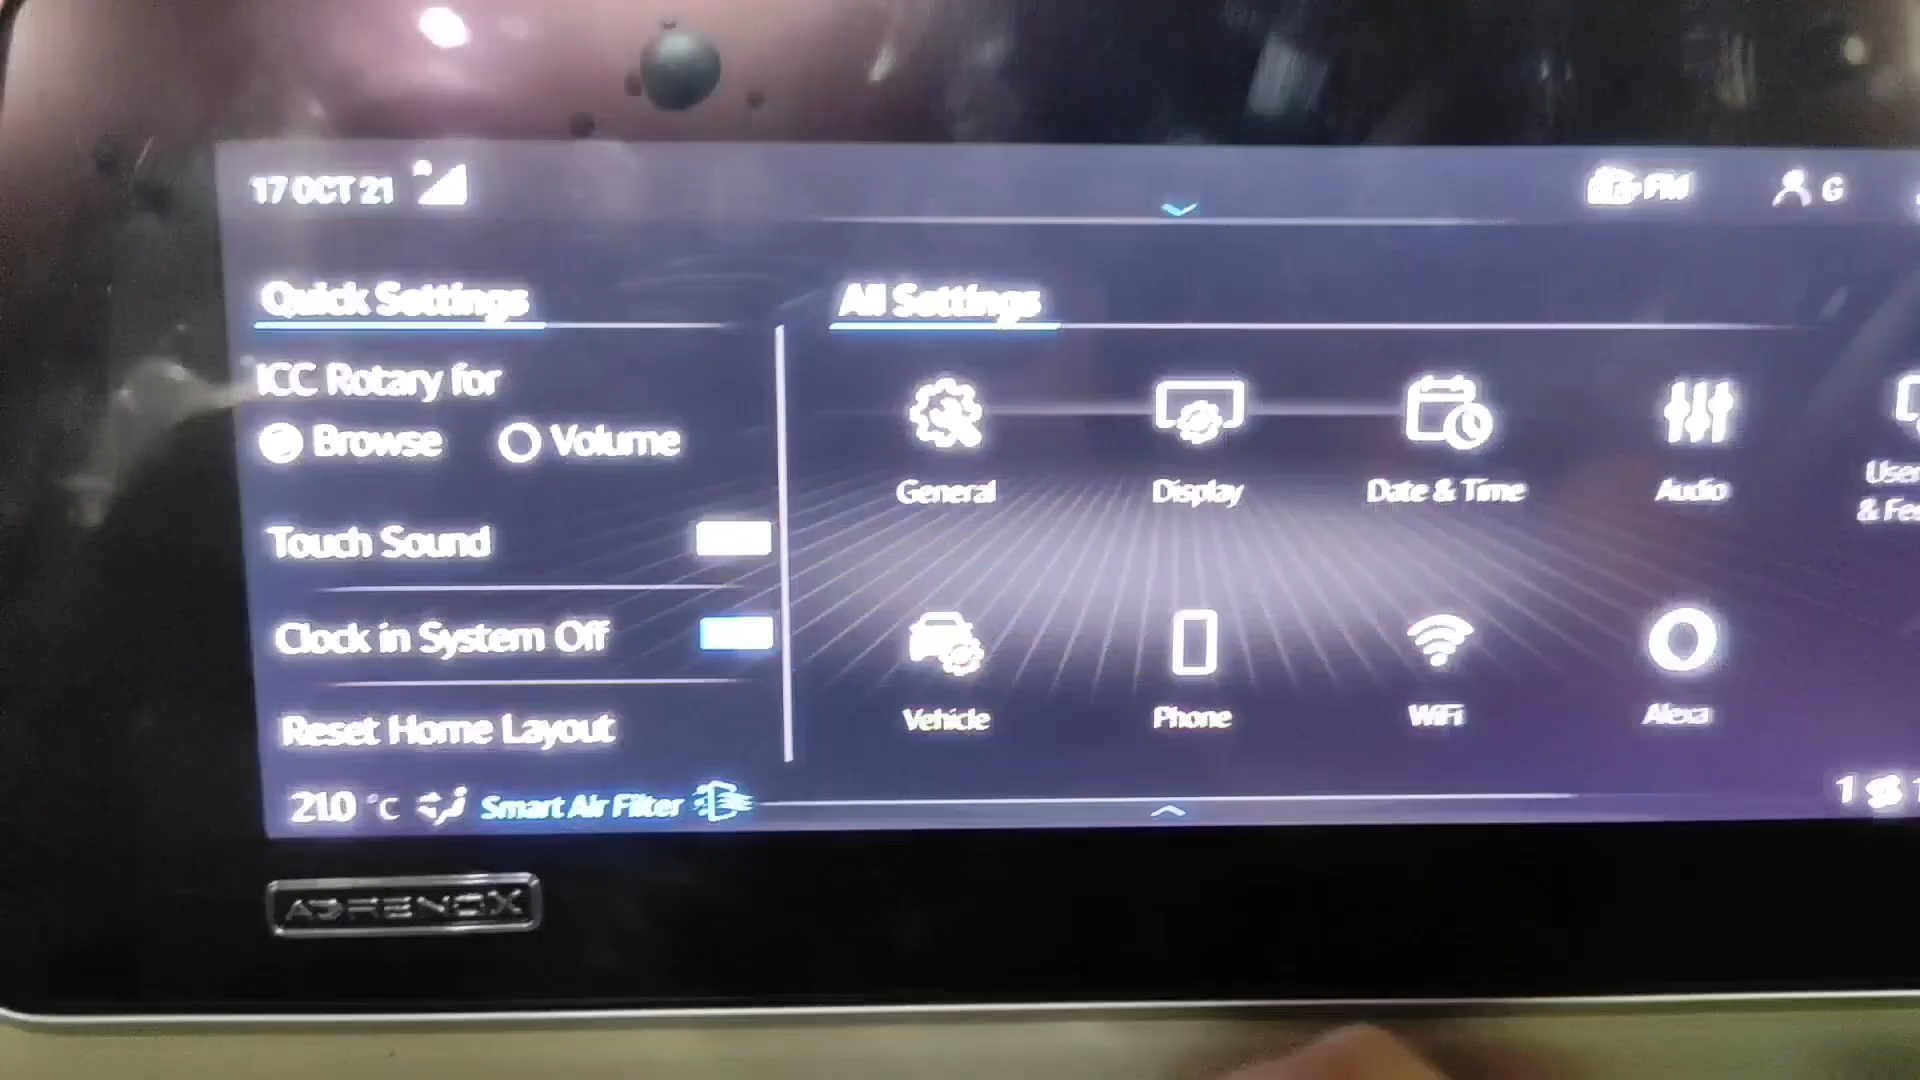 17 OCT 21
FM
G
Quick Settings
ICC Rotary for
Browse
Volume
Touch Sound
Clock in System Off
Reset Home Layout
All Settings
General
Display
Date & Time
Audio
Vehicle
Phone
WiFi
Alexa
21.0 °C
Smart Air Filter
1
ADRENOX